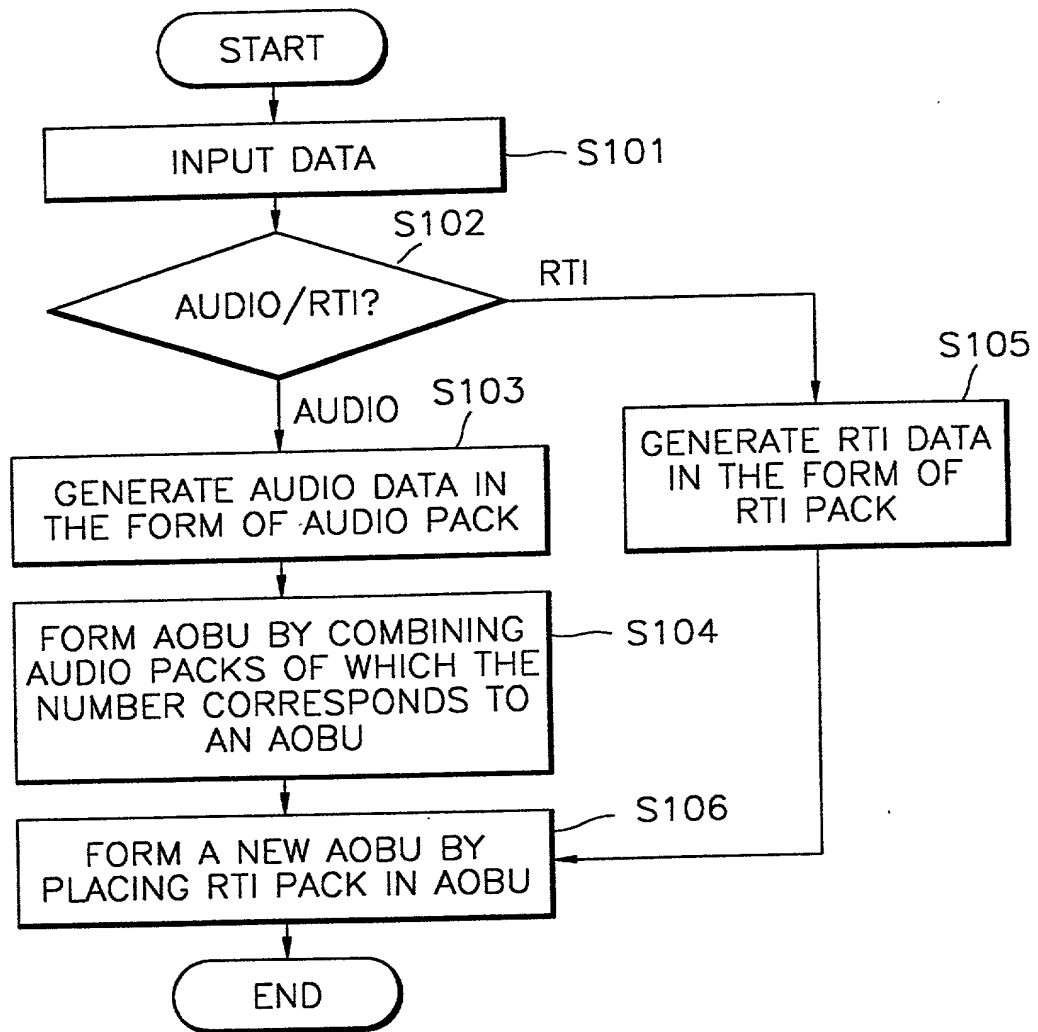 START
INPUT DATA
S101
S102
AUDIO/RTI?
RTI
AUDIO
S103
GENERATE AUDIO DATA IN
THE FORM OF AUDIO PACK
S105
GENERATE RTI DATA
IN THE FORM OF
RTI PACK
FORM AOBU BY COMBINING
AUDIO PACKS OF WHICH THE
NUMBER CORRESPONDS TO
AN AOBU
S104
FORM A NEW AOBU BY
PLACING RTI PACK IN AOBU
S106
END